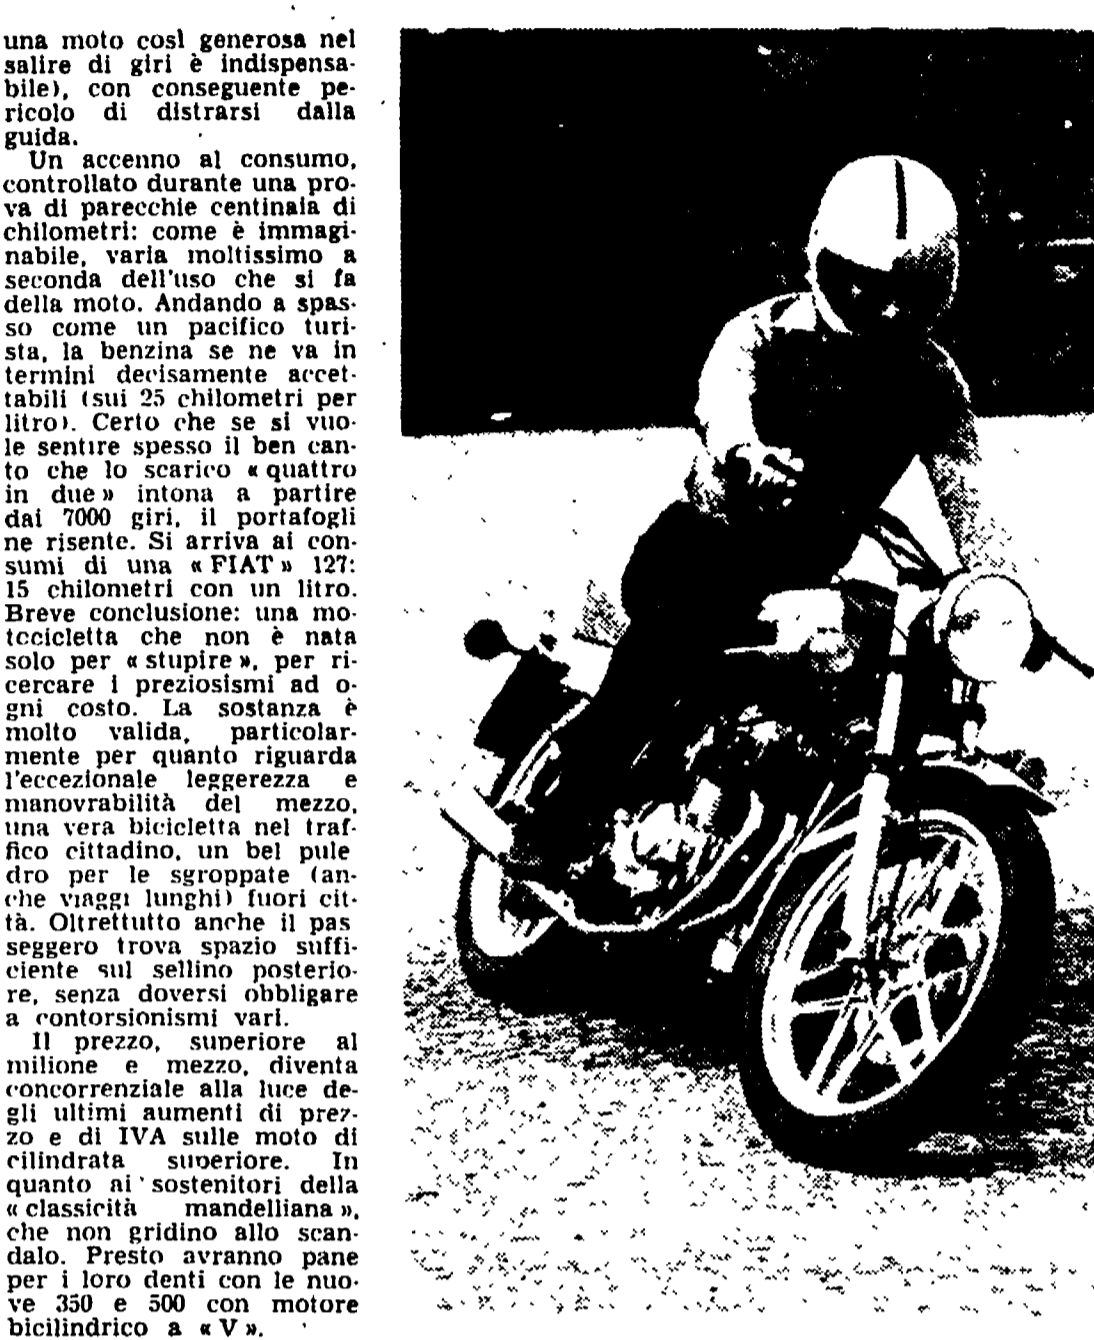 una moto così generosa nel
salire di giri è indispensa-
bile), con conseguente pe-
ricolo di distrarsi dalla
guida.
Un accenno al consumo,
controllato durante una pro-
va di parecchie centinaia di
chilometri: come è immagi-
nabile, varia moltissimo a
seconda dell'uso che si fa
della moto. Andando a spas-
so come un pacifico turi-
sta, la benzina se ne va in
termini decisamente accet-
tabili (sui 25 chilometri per
litro). Certo che se si vuo-
le sentire spesso il ben can-
to che lo scarico « quattro
in due » intona a partire
dai 7000 giri, il portafogli
ne risente. Si arriva ai con-
sumi di una « FIAT » 127:
15 chilometri con un litro.
Breve conclusione: una mo-
tocicletta che non è nata
solo per « stupire », per ri-
cercare i preziosismi ad o-
gni costo. La sostanza è
molto valida, particolar-
mente per quanto riguarda
l'eccezionale leggerezza e
manovrabilità del mezzo,
una vera bicicletta nel traf-
fico cittadino, un bel pule
dro per le sgroppate (an-
che viaggi lunghi) fuori cit-
tà. Oltrettutto anche il pas
seggero trova spazio suffi-
ciente sul sellino posterio-
re, senza doversi obbligare
a contorsionismi vari.
Il prezzo, superiore al
milione e mezzo, diventa
concorrenziale alla luce de-
gli ultimi aumenti di prez-
zo e di IVA sulle moto di
cilindrata superiore. In
quanto ai sostenitori della
« classicità mandelliana »,
che non gridino allo scan-
dalo. Presto avranno pane
per i loro denti con le nuo-
ve 350 e 500 con motore
bicilindrico a « V ».